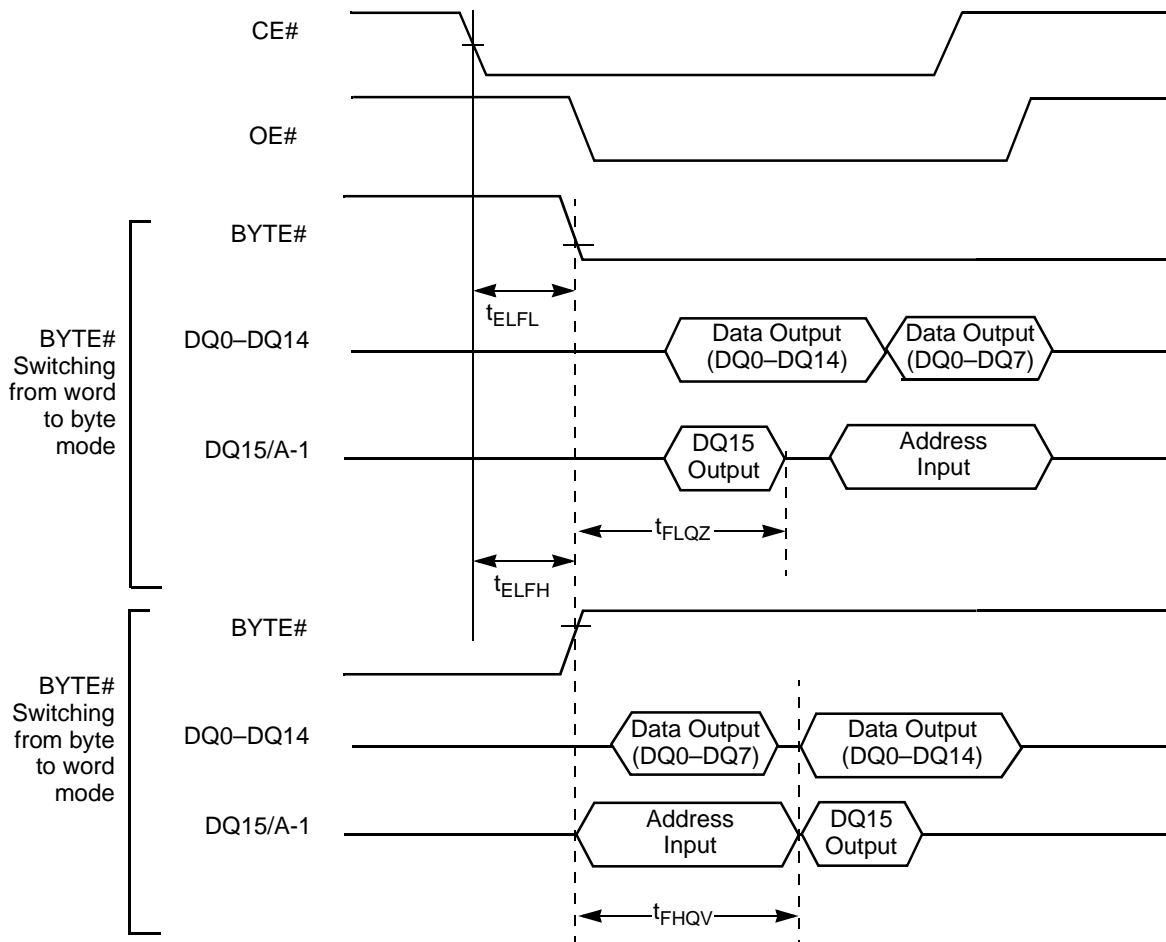 CE#
OE#
BYTE#
tELFL
BYTE#
Switching
from word
to byte
mode
DQ0–DQ14
Data Output
(DQ0–DQ14)
Data Output
(DQ0–DQ7)
DQ15/A-1
DQ15
Output
Address
Input
tFLQZ
tELFH
BYTE#
BYTE#
Switching
from byte
to word
mode
DQ0–DQ14
Data Output
(DQ0–DQ7)
Data Output
(DQ0–DQ14)
DQ15/A-1
Address
Input
DQ15
Output
tFHQV